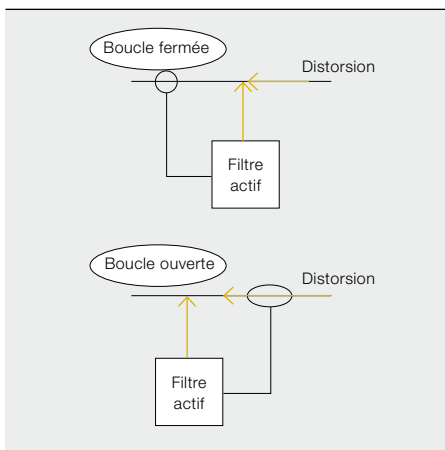 Boucle fermée
Distorsion
Filtre
actif
Boucle ouverte
Distorsion
Filtre
actif